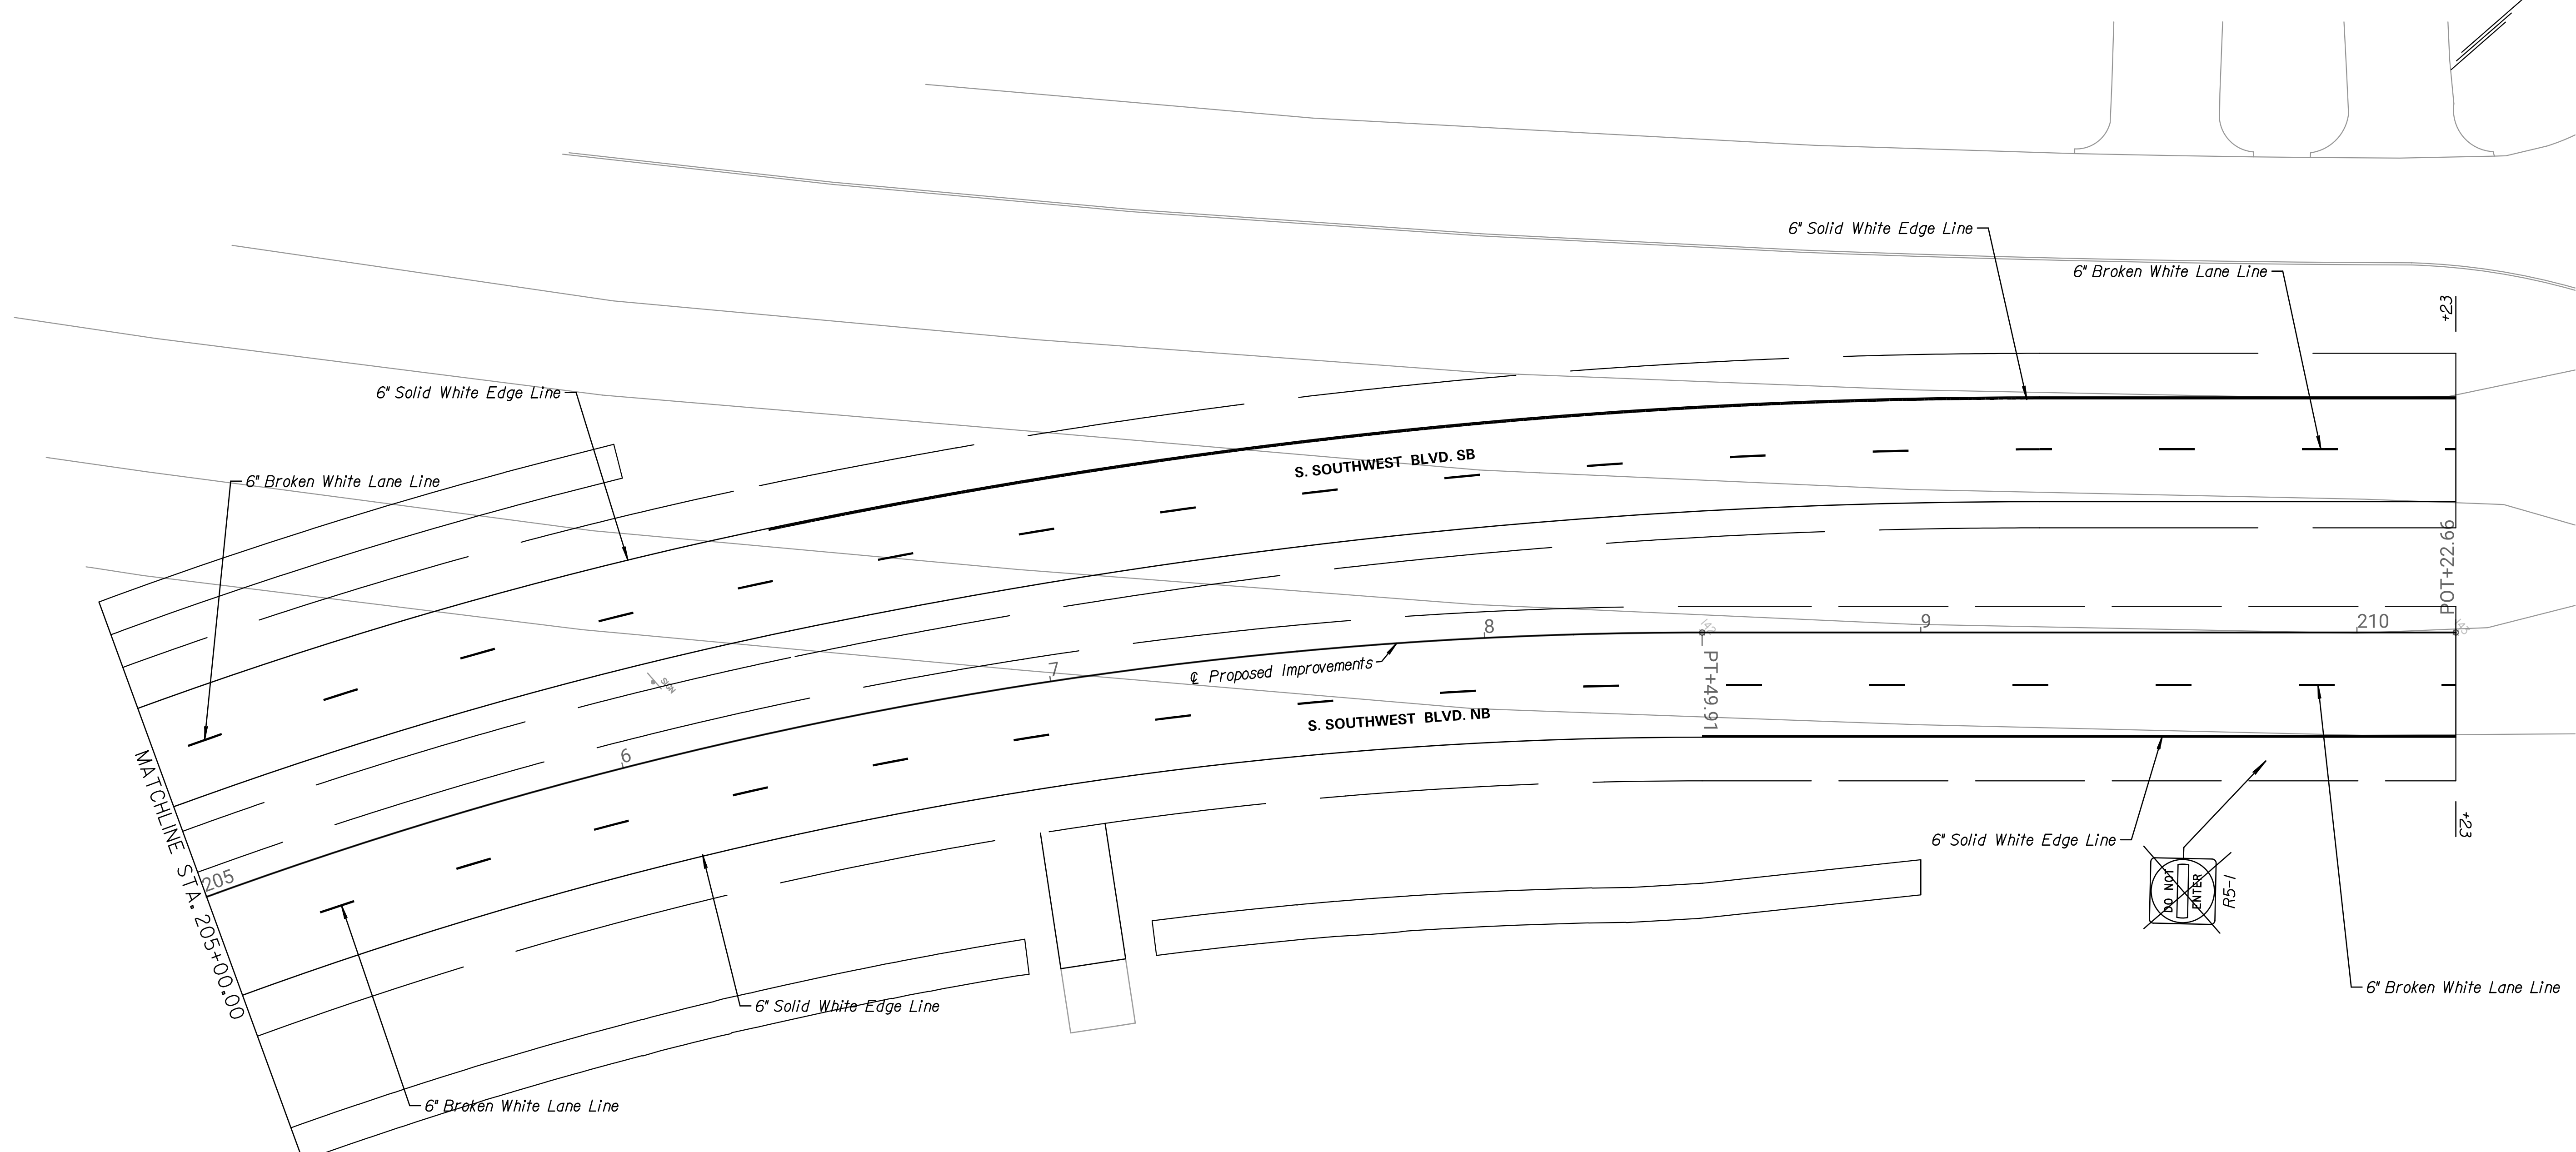 6" Solid White Edge Line
6" Broken White Lane Line
+23
6" Solid White Edge Line
6" Broken White Lane Line
S. SOUTHWEST BLVD. SB
POT+22.66
210
9
8
7
6
205
SIGN
℄ Proposed Improvements
PT+49.91
S. SOUTHWEST BLVD. NB
MATCHLINE STA. 205+00.00
+23
6" Solid White Edge Line
DO NOT
ENTER
R5-1
6" Broken White Lane Line
6" Solid White Edge Line
6" Broken White Lane Line